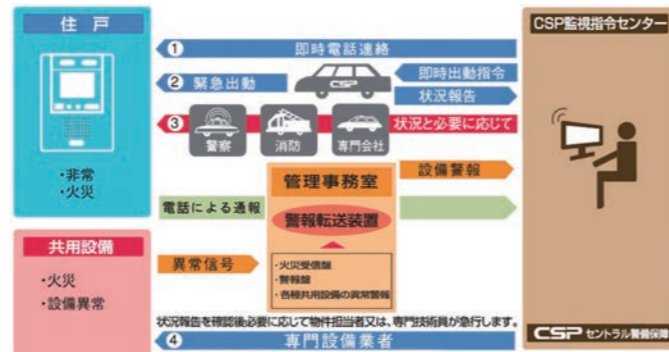 住戸
・非常
・火災
共用設備
・火災
・設備異常
① 即時電話連絡
② 緊急出動
CSP
即時出動指令
状況報告
③
警察
消防
専門会社
状況と必要に応じて
設備警報
電話による通報
異常信号
管理事務室
警報転送装置
・火災受信盤
・警報盤
・各種共用設備の異常警報
状況報告を確認後必要に応じて物件担当者又は、専門技術員が急行します。
④ 専門設備業者
CSP監視指令センター
CSP セントラル警備保障